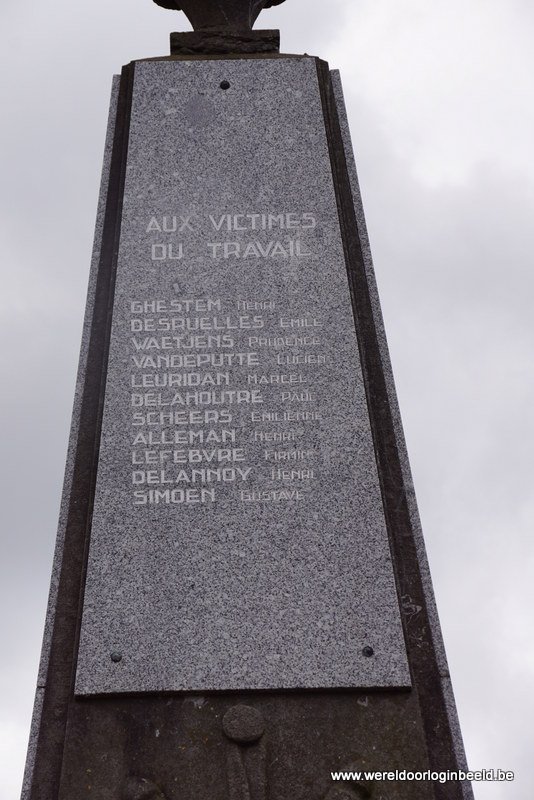 AUX VICTIMES
DU TRAVAIL
GHESTEM HENRI
DESRUELLES EMILE
WAETJENS PRUDENCE
VANDEPUTTE LUCIEN
LEURIDAN MARCEL
DELAHOUTRE PAUL
SCHEERS EMILIENNE
ALLEMAN HENRI
LEFEBVRE FIRMIN
DELANNOY HENRI
SIMOEN GUSTAVE
www.wereldoorloginbeeld.be